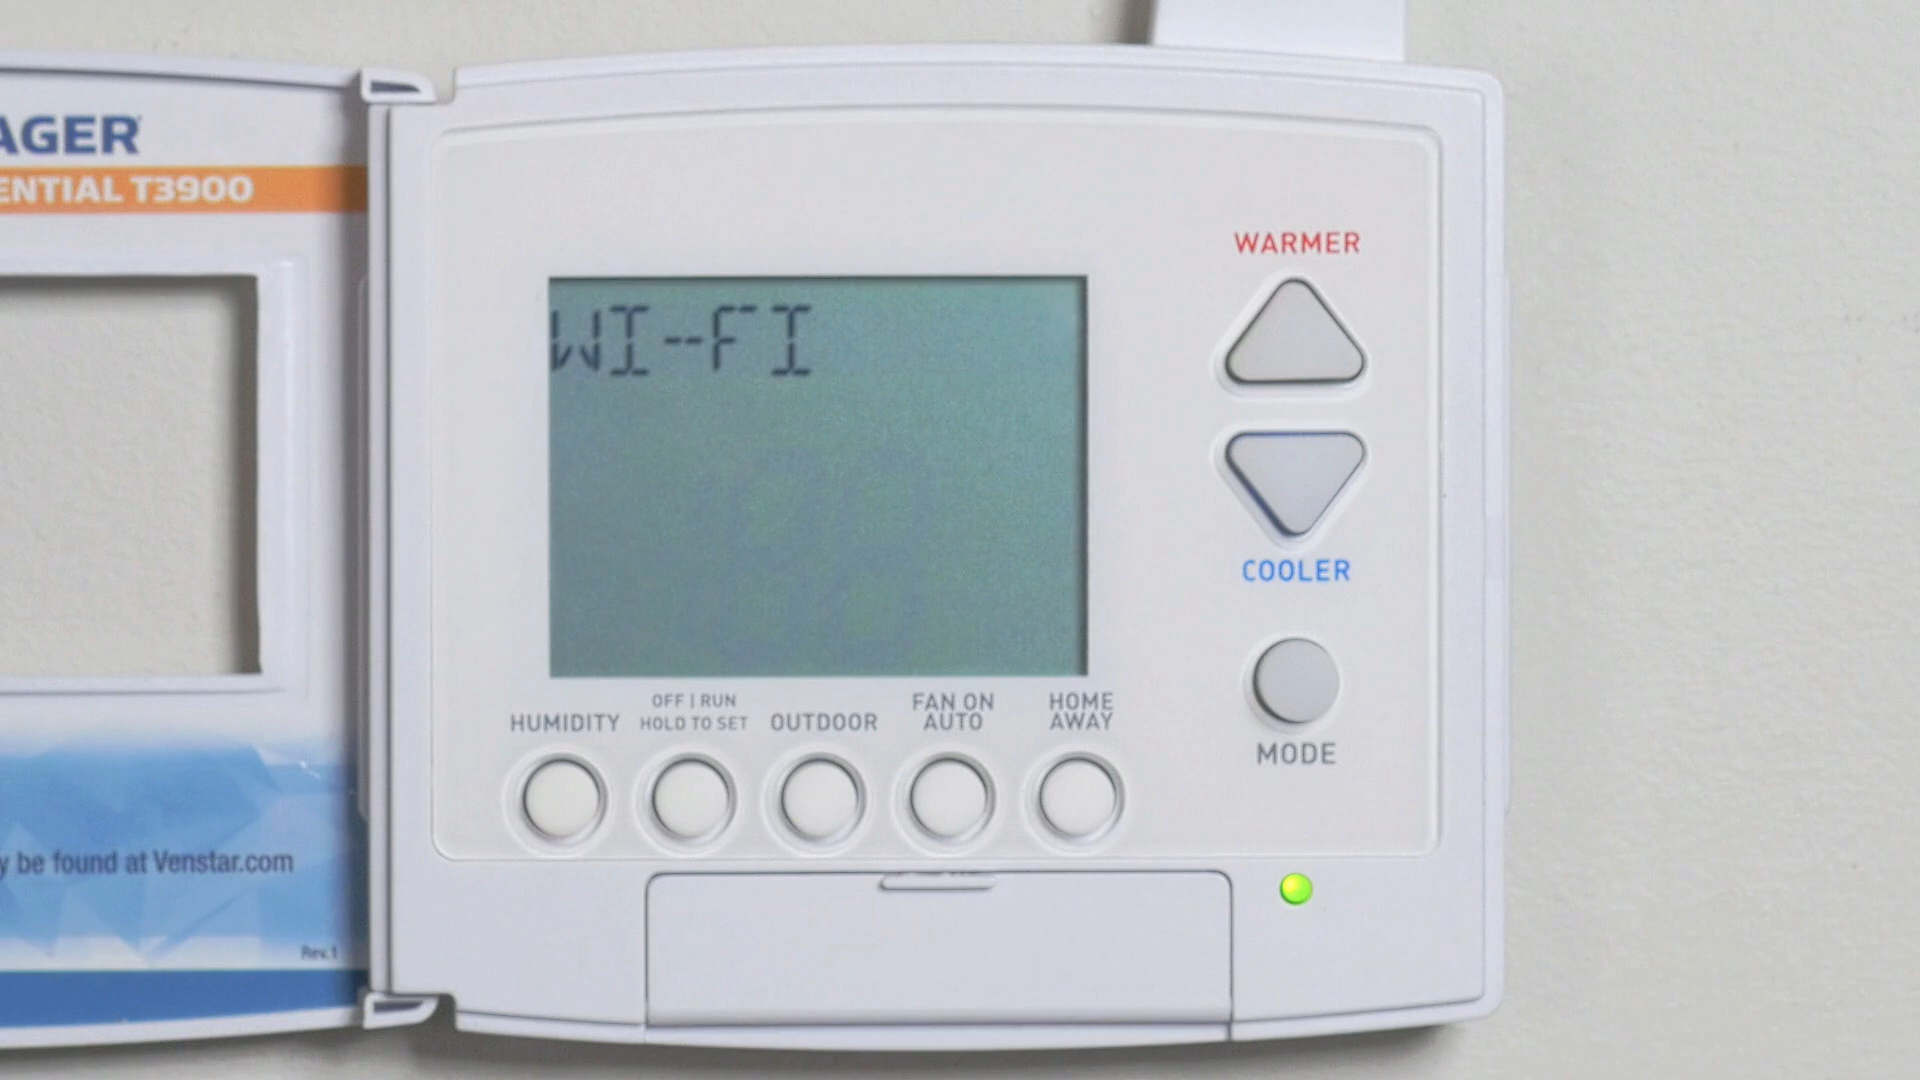 AGER
ENTIAL T3900
y be found at Venstar.com
Rev.1
WI-FI
WARMER
COOLER
MODE
HUMIDITY
OFF | RUN
HOLD TO SET
OUTDOOR
FAN ON
AUTO
HOME
AWAY